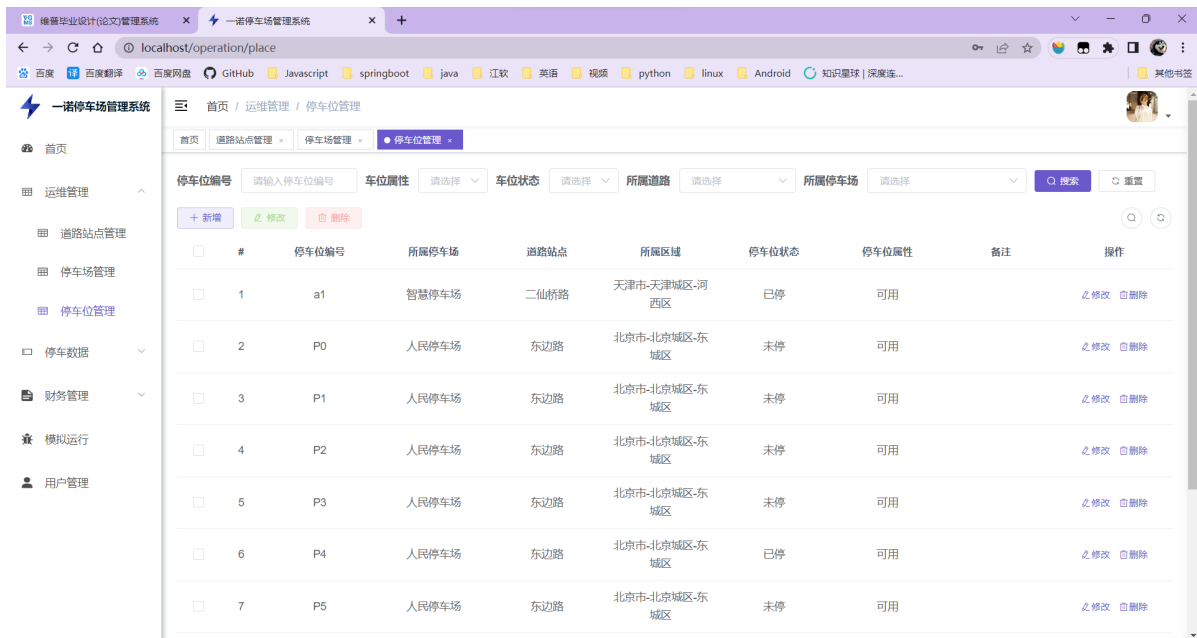 维普毕业设计(论文)管理系统 一诺停车场管理系统
localhost/operation/place
百度 百度翻译 百度网盘 GitHub Javascript springboot java 江软 英语 视频 python linux Android 知识星球 | 深度连... 其他书签
一诺停车场管理系统 首页 / 运维管理 / 停车位管理
首页 道路站点管理 × 停车场管理 × 停车位管理 ×
首页
运维管理
道路站点管理
停车场管理
停车位管理
停车数据
财务管理
模拟运行
用户管理
停车位编号 请输入停车位编号 车位属性 请选择 车位状态 请选择 所属道路 请选择 所属停车场 请选择 搜索 重置
+ 新增 修改 删除
# 停车位编号 所属停车场 道路站点 所属区域 停车位状态 停车位属性 备注 操作
1 a1 智慧停车场 二仙桥路 天津市-天津城区-河 已停 可用 修改 删除
西区
2 P0 人民停车场 东边路 北京市-北京城区-东 未停 可用 修改 删除
城区
3 P1 人民停车场 东边路 北京市-北京城区-东 未停 可用 修改 删除
城区
4 P2 人民停车场 东边路 北京市-北京城区-东 未停 可用 修改 删除
城区
5 P3 人民停车场 东边路 北京市-北京城区-东 未停 可用 修改 删除
城区
6 P4 人民停车场 东边路 北京市-北京城区-东 已停 可用 修改 删除
城区
7 P5 人民停车场 东边路 北京市-北京城区-东 未停 可用 修改 删除
城区